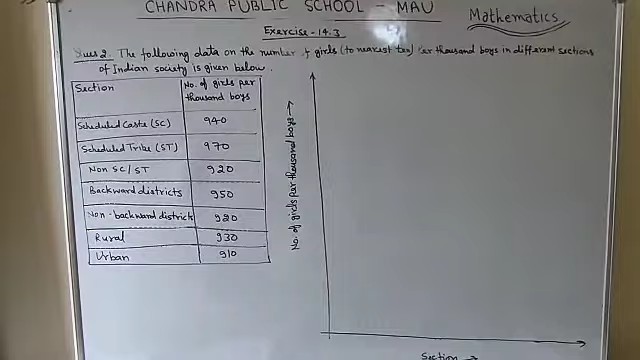 CHANDRA PUBLIC SCHOOL - MAU
Mathematics
Exercise-14.3
Ques 2. The following data on the number of girls (to nearest ten) per thousand boys in different sections
of Indian society is given below.
Section
No. of girls per
thousand boys
Scheduled Caste (SC) 940
Scheduled Tribe (ST) 970
Non SC/ST 920
Backward districts 950
Non-backward districts 920
Rural 930
Urban 910
No. of girls per thousand boys →
Section →